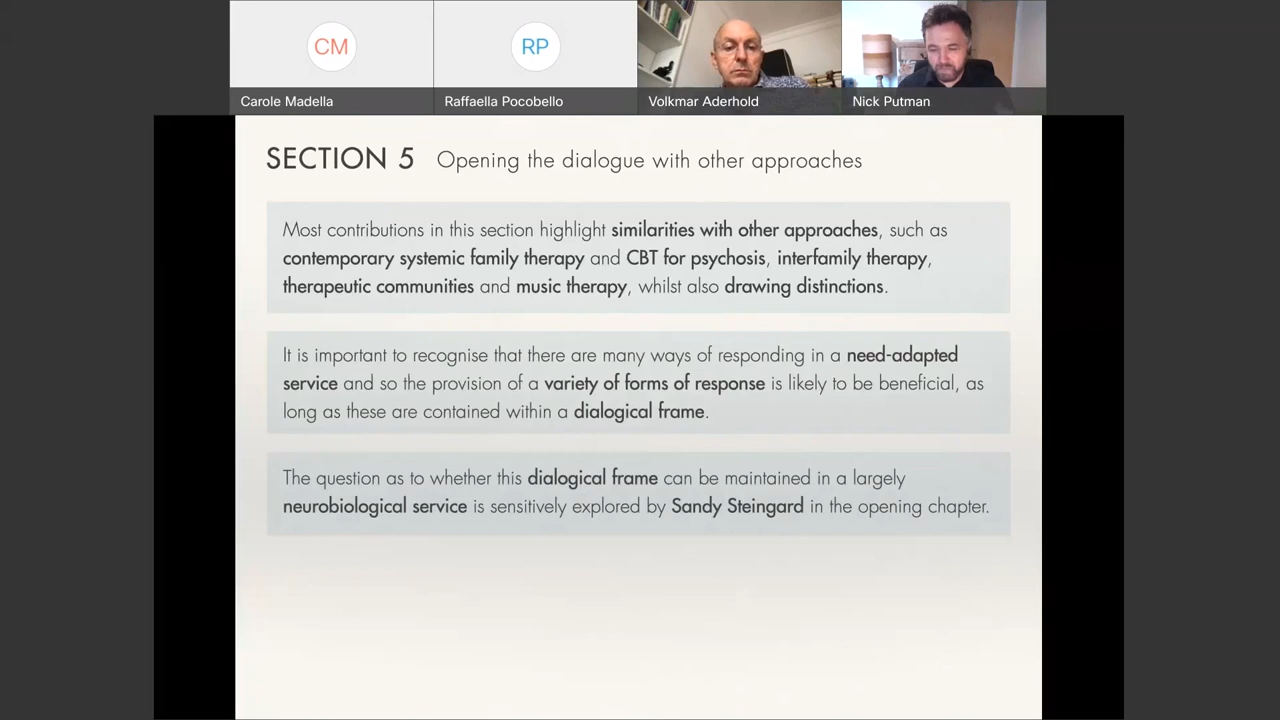 CM
RP
Carole Madella
Raffaella Pocobello
Volkmar Aderhold
Nick Putman
SECTION 5 Opening the dialogue with other approaches
Most contributions in this section highlight similarities with other approaches, such as
contemporary systemic family therapy and CBT for psychosis, interfamily therapy,
therapeutic communities and music therapy, whilst also drawing distinctions.
It is important to recognise that there are many ways of responding in a need-adapted
service and so the provision of a variety of forms of response is likely to be beneficial, as
long as these are contained within a dialogical frame.
The question as to whether this dialogical frame can be maintained in a largely
neurobiological service is sensitively explored by Sandy Steingard in the opening chapter.